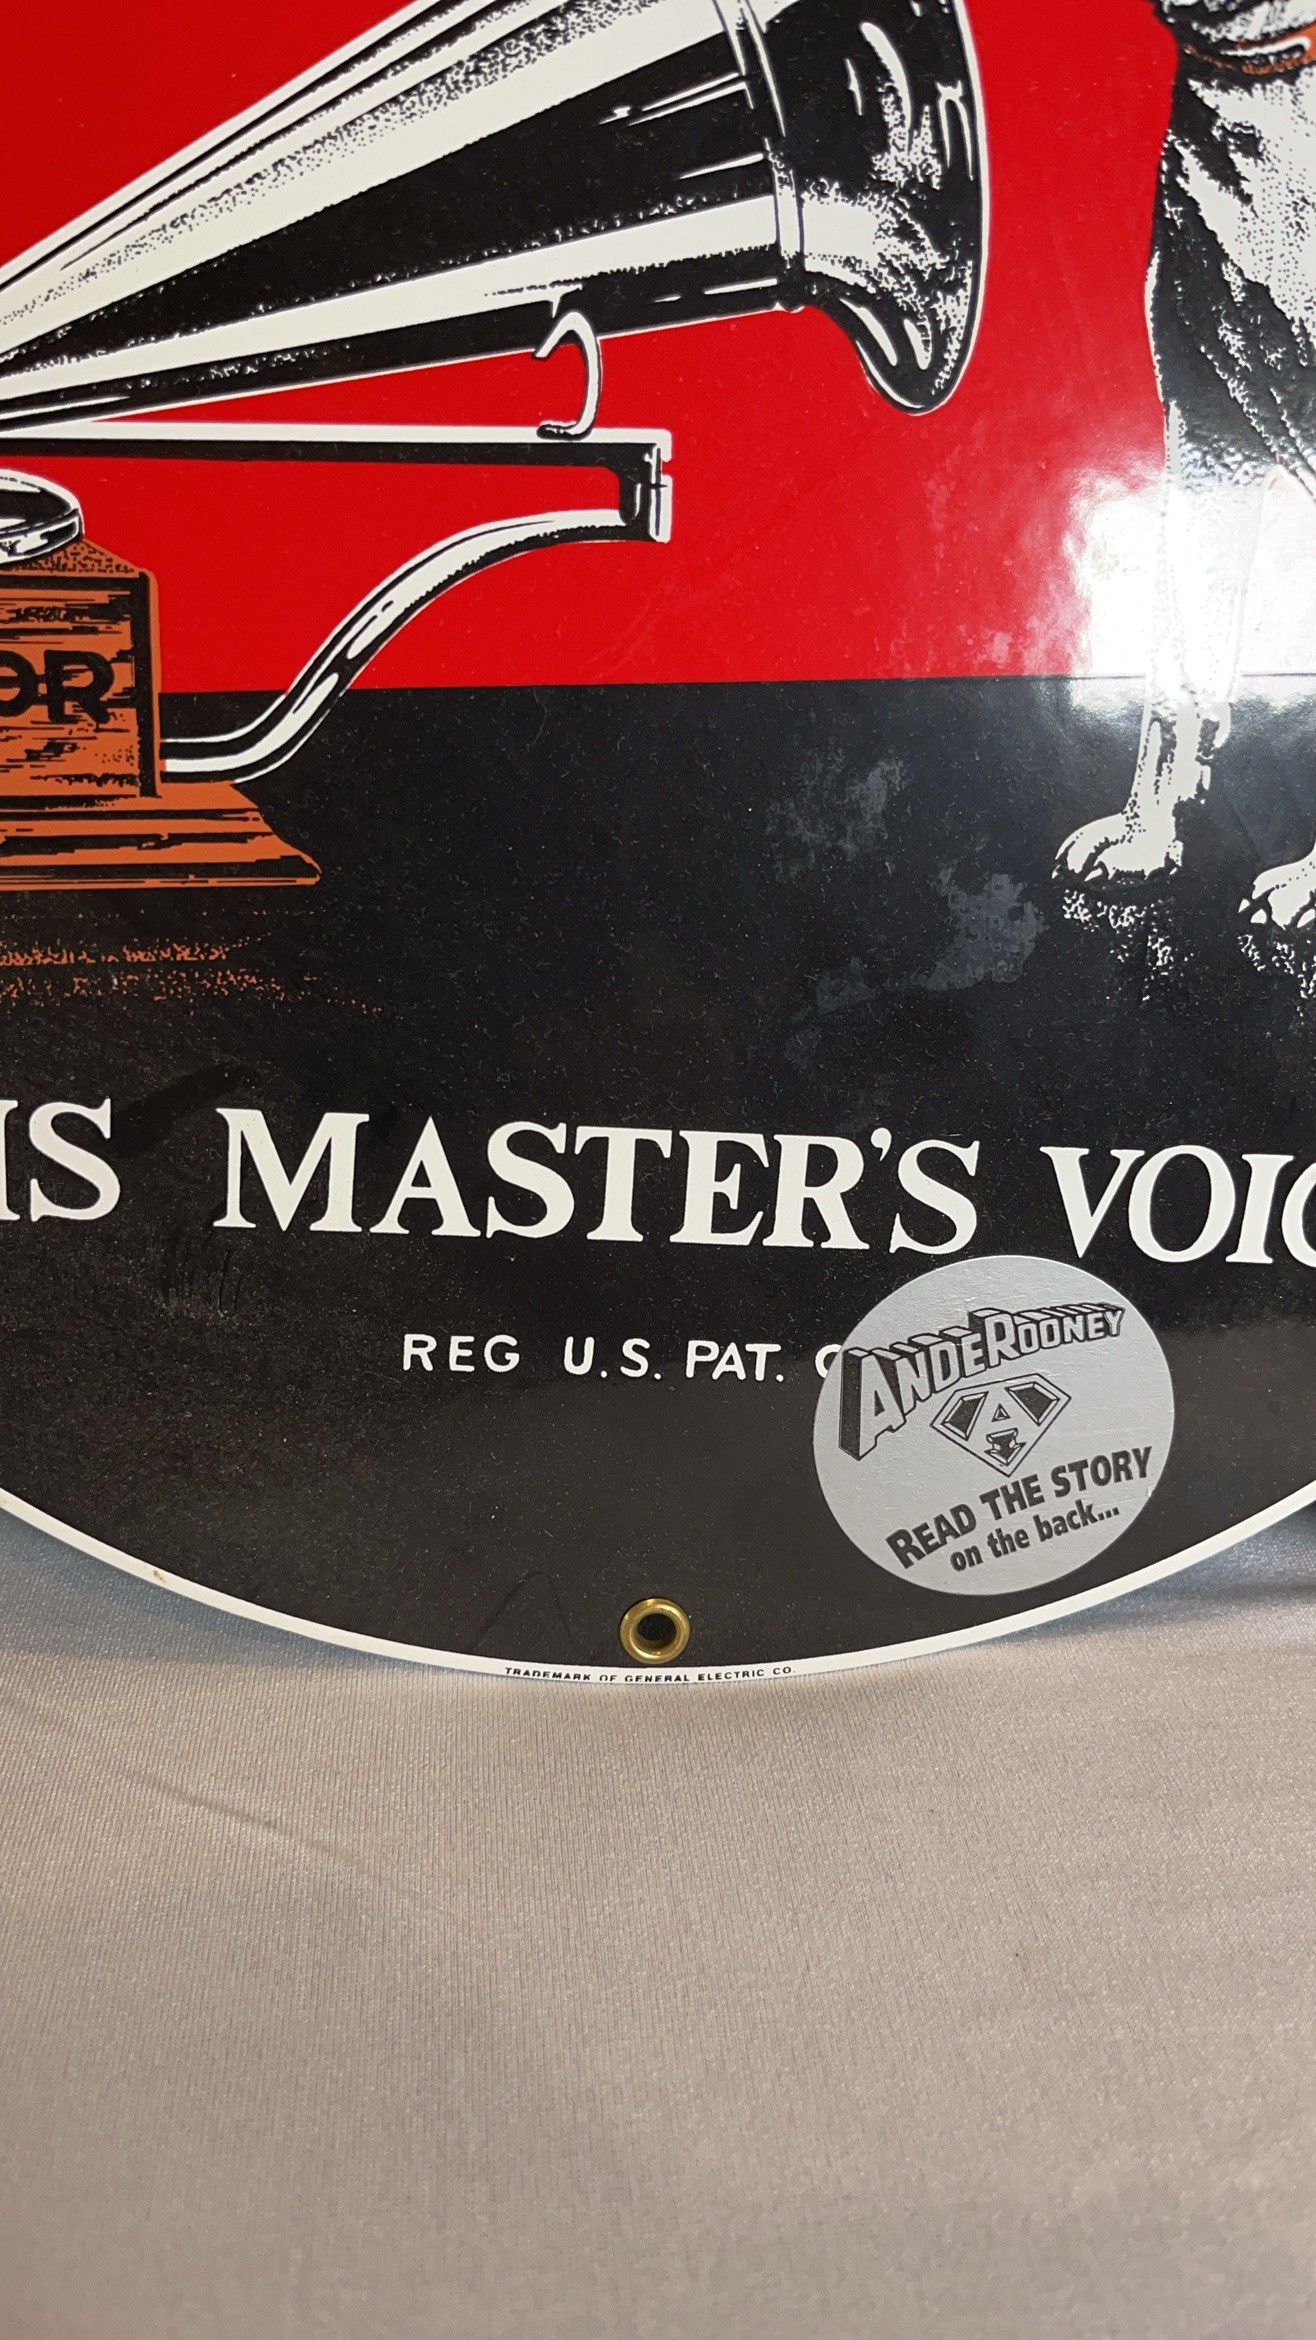 OR
IS MASTER'S VOIC
REG U.S. PAT. O
ANDEROONEY
A
READ THE STORY
on the back...
TRADEMARK OF GENERAL ELECTRIC CO.